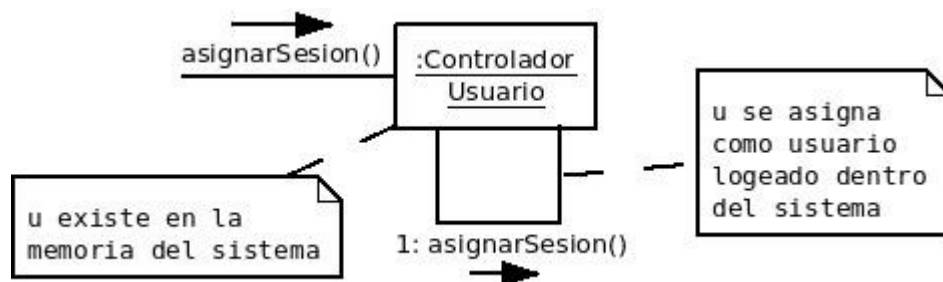 asignarSesion()
:Controlador
Usuario
u se asigna
como usuario
logeado dentro
del sistema
u existe en la
memoria del sistema
1: asignarSesion()